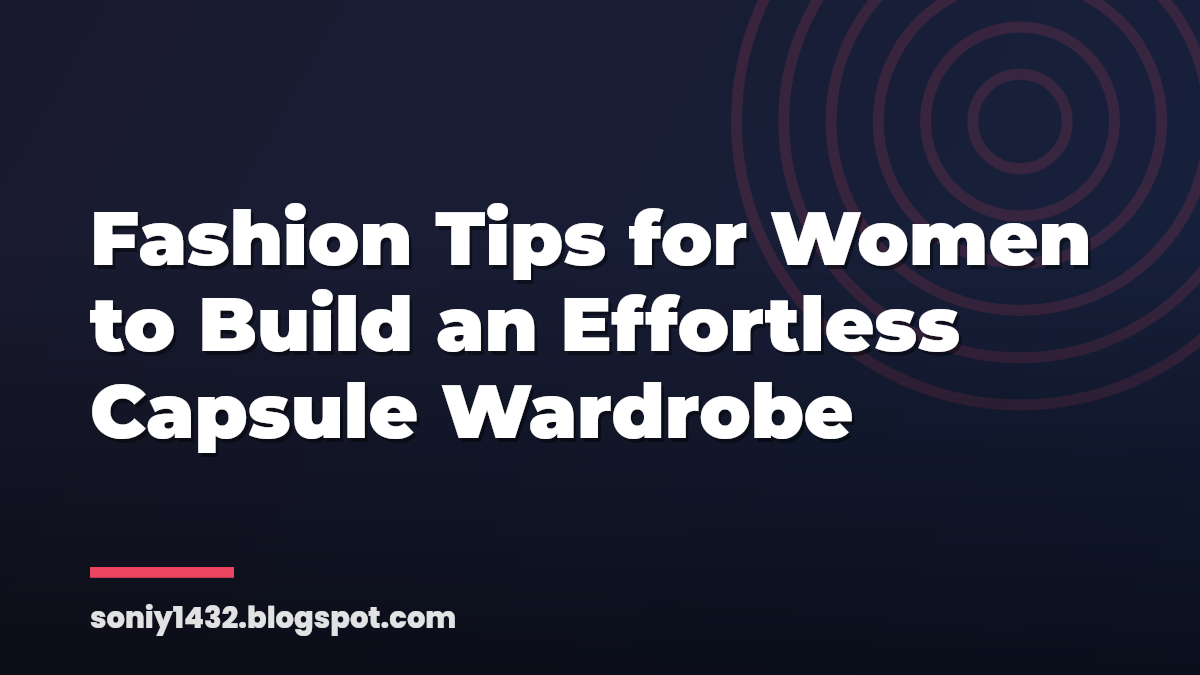 Fashion Tips for Women
to Build an Effortless
Capsule Wardrobe
soniy1432.blogspot.com